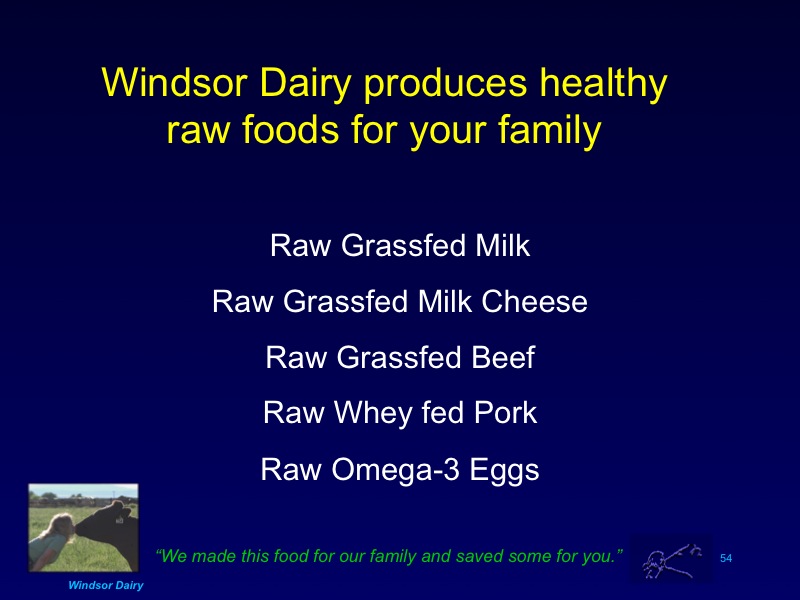 Windsor Dairy produces healthy
raw foods for your family
Raw Grassfed Milk
Raw Grassfed Milk Cheese
Raw Grassfed Beef
Raw Whey fed Pork
Raw Omega-3 Eggs
“We made this food for our family and saved some for you.”
54
Windsor Dairy